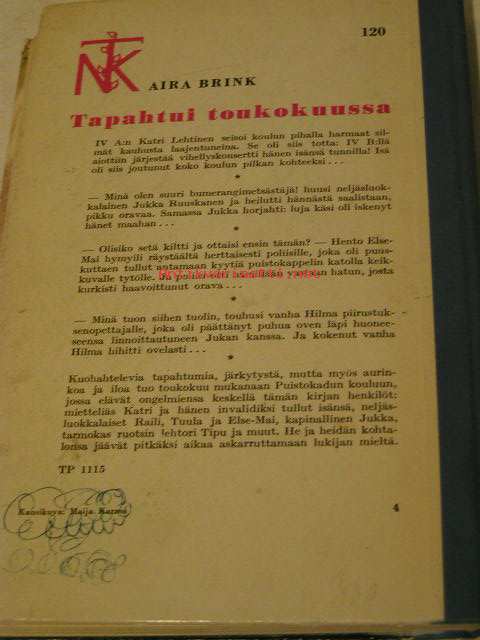 120
NTK
AIRA BRINK
Tapahtui toukokuussa
IV A:n Katri Lehtinen seisoi koulun pihalla harmaat sil-
mät kauhusta laajentuneina. Se oli siis totta: IV B:llä
aiottiin järjestää vihellyskonsertti hänen isänsä tunnilla! Isä
oli siis joutunut koko koulun pilkan kohteeksi...
*
— Minä olen suuri bumerangimetsästäjä! huusi neljäsluok-
kalainen Jukka Ruuskanen ja heilutti hännästä saalistaan,
pikku oravaa. Samassa Jukka horjahti: luja käsi oli iskenyt
hänet maahan...
*
— Olisiko setä kiltti ja ottaisi ensin tämän? — Hento Else-
Mai hymyili räystäältä herttaisesti poliisille, joka oli puus-
kuttaen tullut antamaan kyytiä puistokappelin katolla keik-
kuvalle tytölle. Ja poliisi otti vastaan hatun, josta
kurkisti haavoittunut orava...
*
— Minä tuon siihen tuolin, touhusi vanha Hilma piirustuk-
senopettajalle, joka oli päättänyt puhua oven läpi huonee-
seensa linnoittautuneen Jukan kanssa. Ja kokenut vanha
Hilma hihitti ovelasti...
*
Kuohahtelevia tapahtumia, järkytystä, mutta myös aurin-
koa ja iloa tuo toukokuu mukanaan Puistokadun kouluun,
jossa elävät ongelmiensa keskellä tämän kirjan henkilöt:
mietteliäs Katri ja hänen invalidiksi tullut isänsä, neljäs-
luokkalaiset Raili, Tuula ja Else-Mai, kapinallinen Jukka,
tarmokas ruotsin lehtori Tipu ja muut. He ja heidän kohta-
lonsa jäävät pitkäksi aikaa askarruttamaan lukijan mieltä.
TP 1115
Kansikuva: Maija Karma
4